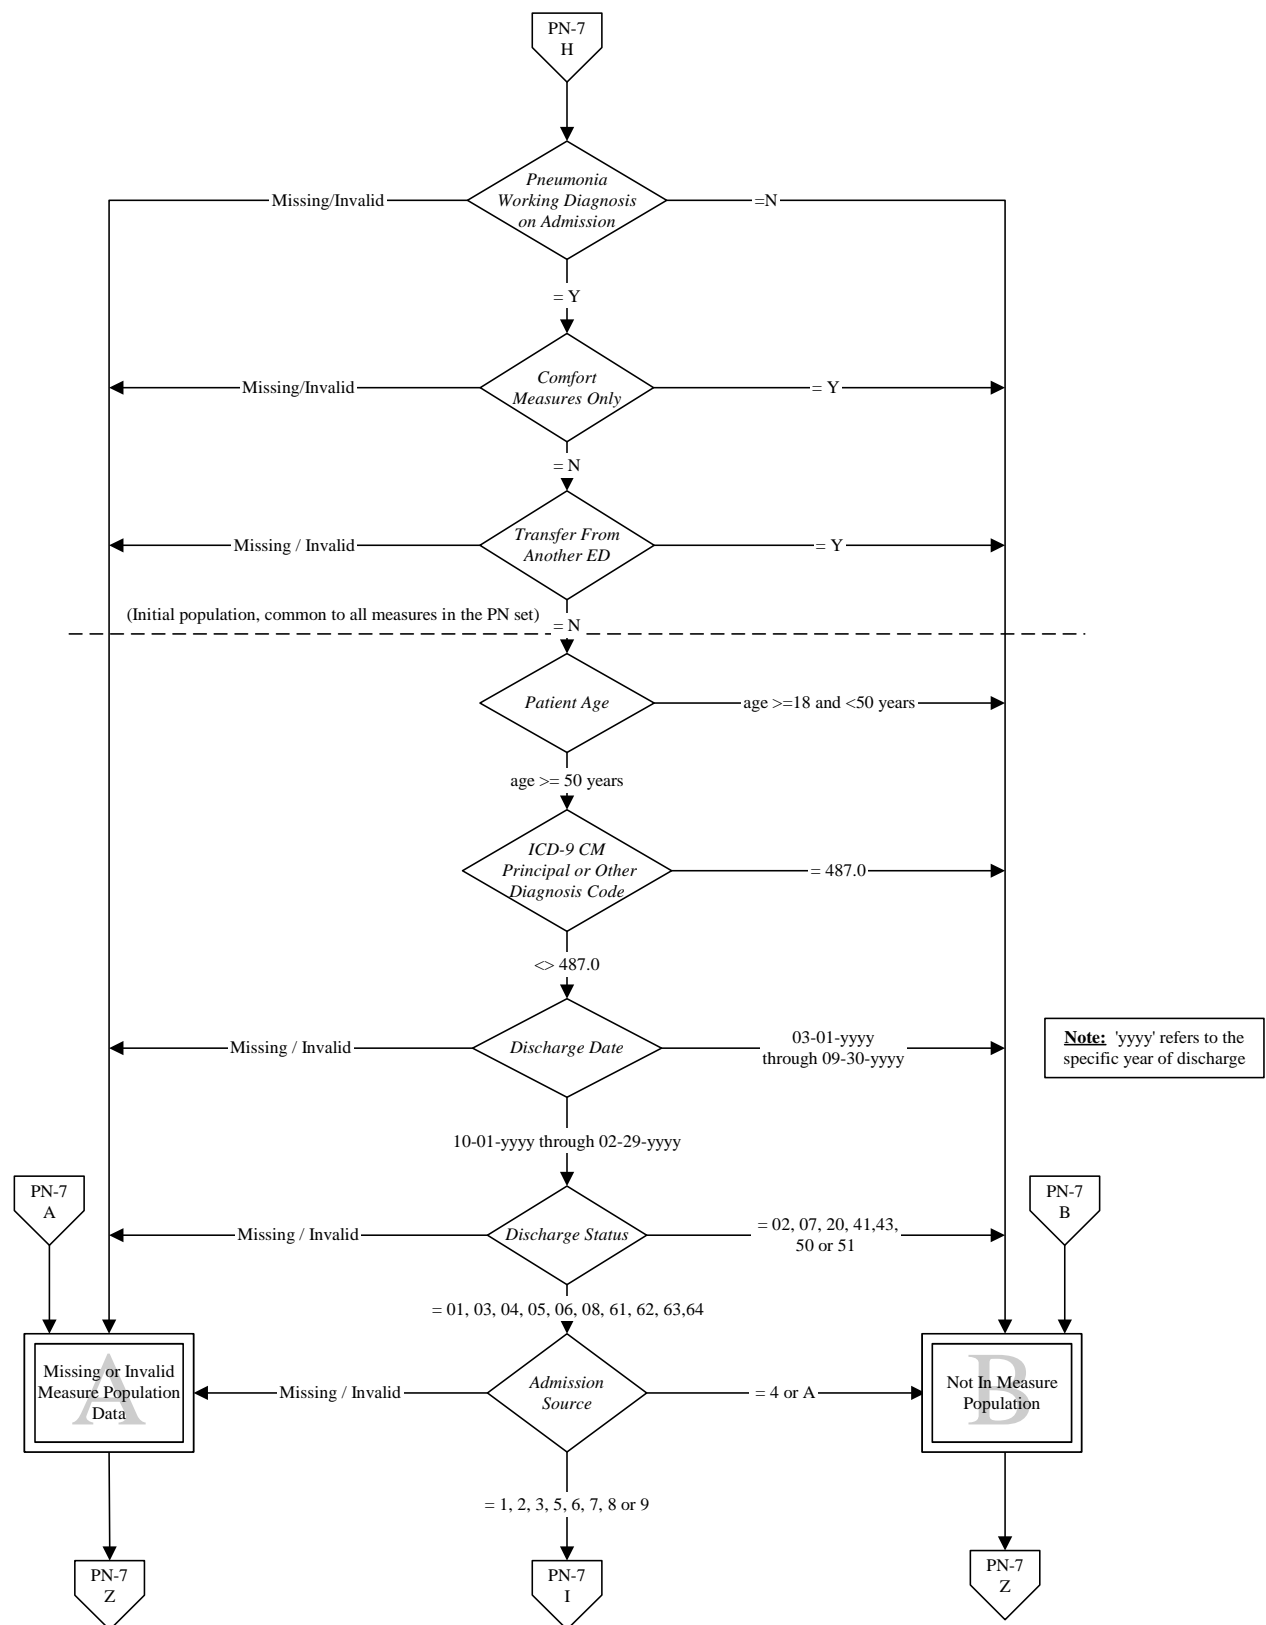 PN-7
H
Pneumonia
Working Diagnosis
on Admission
Missing/Invalid
=N
= Y
Comfort
Measures Only
Missing/Invalid
= Y
= N
Transfer From
Another ED
Missing / Invalid
= Y
(Initial population, common to all measures in the PN set)
= N
Patient Age
age >=18 and <50 years
age >= 50 years
ICD-9 CM
Principal or Other
Diagnosis Code
= 487.0
<> 487.0
Discharge Date
Missing / Invalid
03-01-yyyy
through 09-30-yyyy
Note: 'yyyy' refers to the
specific year of discharge
10-01-yyyy through 02-29-yyyy
PN-7
A
PN-7
B
Discharge Status
Missing / Invalid
= 02, 07, 20, 41,43,
50 or 51
= 01, 03, 04, 05, 06, 08, 61, 62, 63,64
A
Missing or Invalid
Measure Population
Data
Missing / Invalid
Admission
Source
= 4 or A
B
Not In Measure
Population
= 1, 2, 3, 5, 6, 7, 8 or 9
PN-7
Z
PN-7
I
PN-7
Z